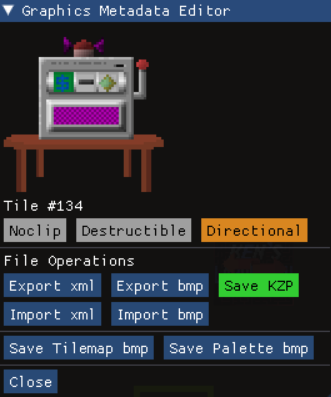 Graphics Metadata Editor
Tile #134
Noclip Destructible Directional
File Operations
Export xml Export bmp Save KZP
Import xml Import bmp
Save Tilemap bmp Save Palette bmp
Close